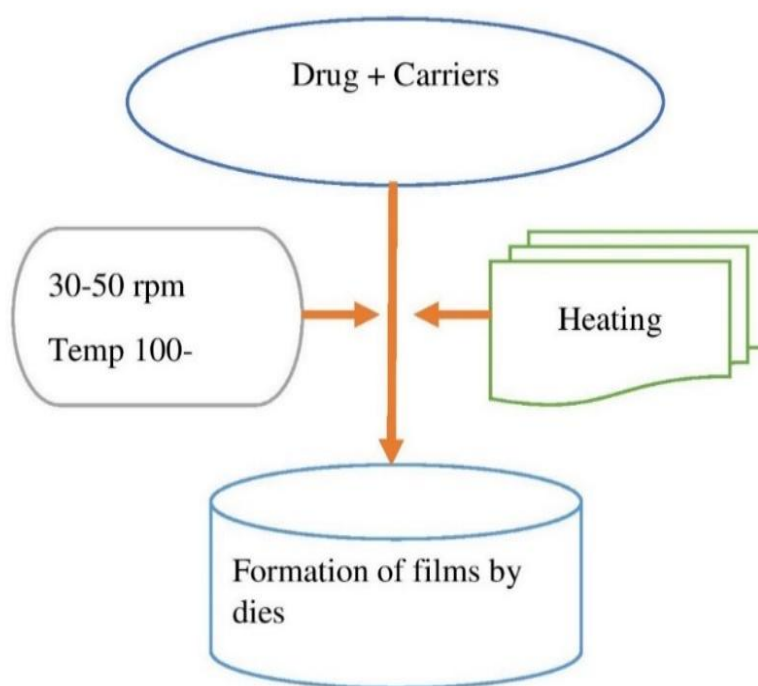 Drug + Carriers
30-50 rpm
Temp 100-
Heating
Formation of films by
dies